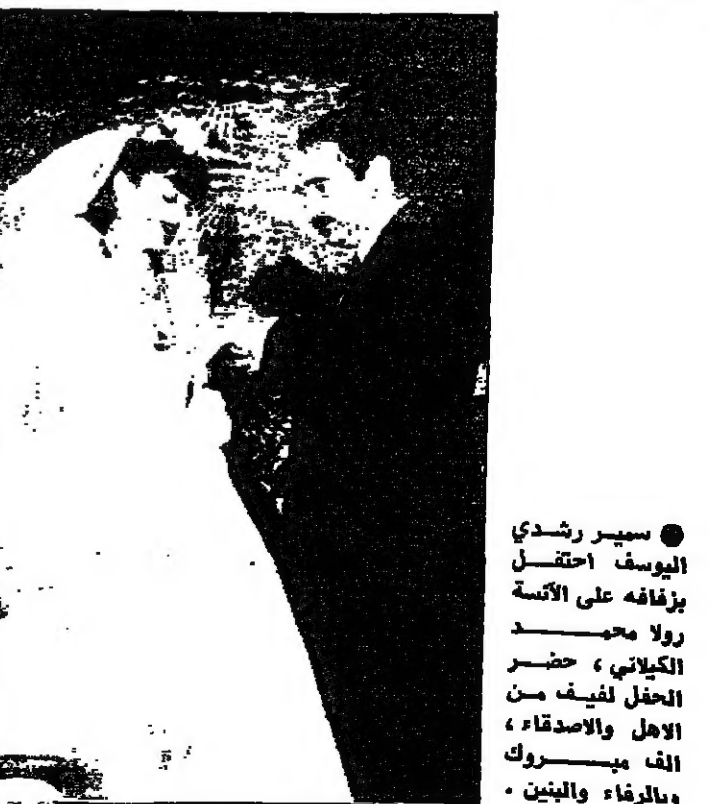 ● سمير رشدي
اليوسف احتفل
بزفافه على الآنسة
رولا محمد
الكيلاني ، حضر
الحفل لفيف من
الاهل والاصدقاء ،
الف مبروك
وبالرفاء والبنين .